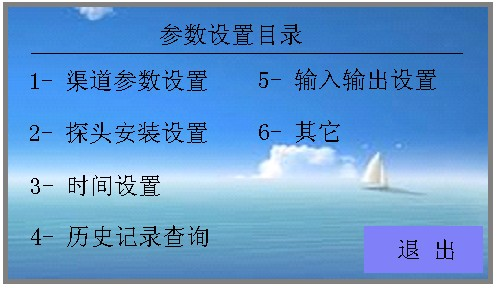 参数设置目录
1- 渠道参数设置
2- 探头安装设置
3- 时间设置
4- 历史记录查询
5- 输入输出设置
6- 其它
退 出